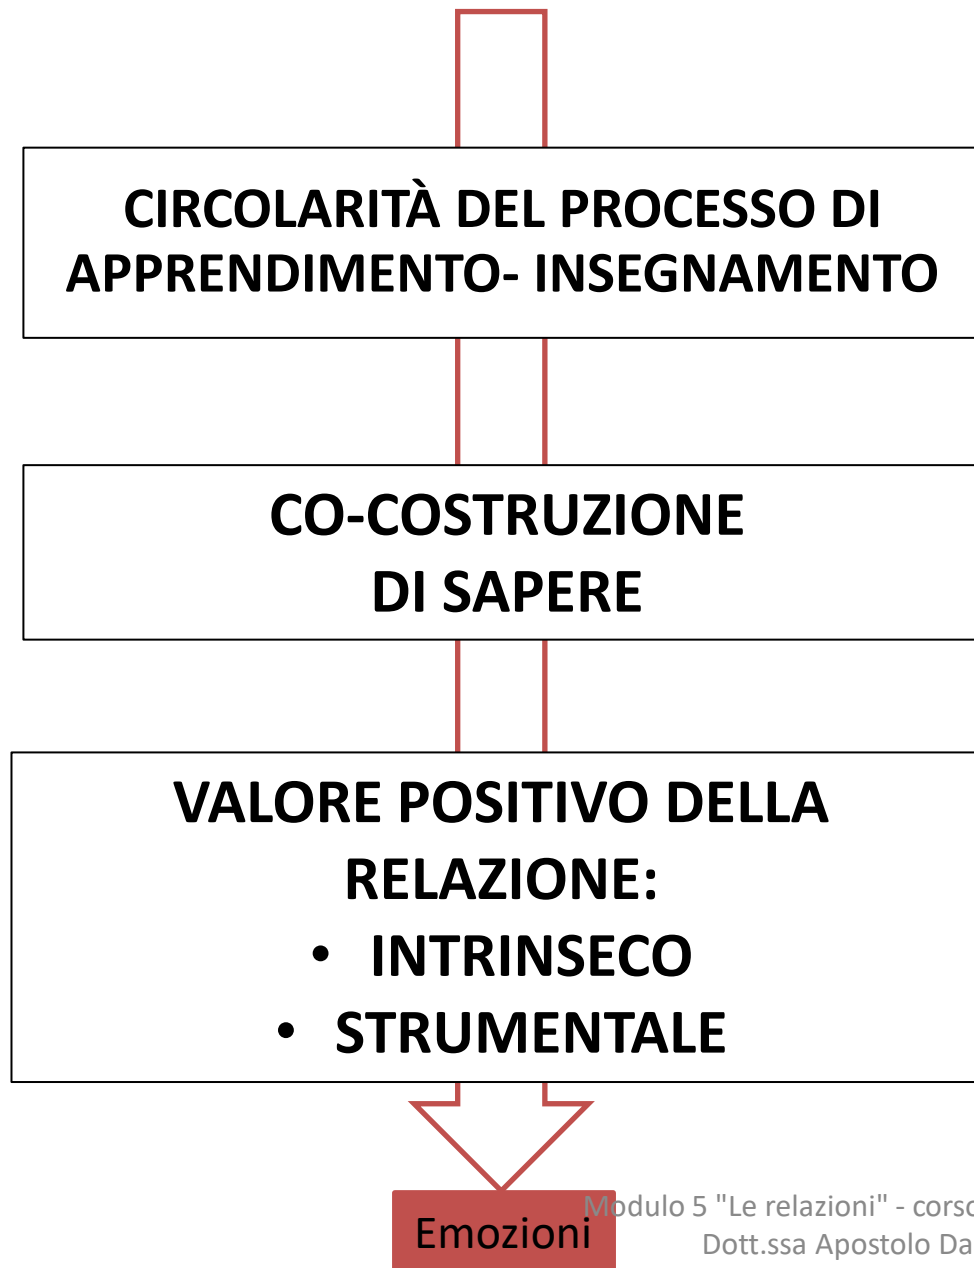 CIRCOLARITÀ DEL PROCESSO DI
APPRENDIMENTO- INSEGNAMENTO
CO-COSTRUZIONE
DI SAPERE
VALORE POSITIVO DELLA
RELAZIONE:
• INTRINSECO
• STRUMENTALE
Emozioni
Modulo 5 "Le relazioni" - corso
Dott.ssa Apostolo Da